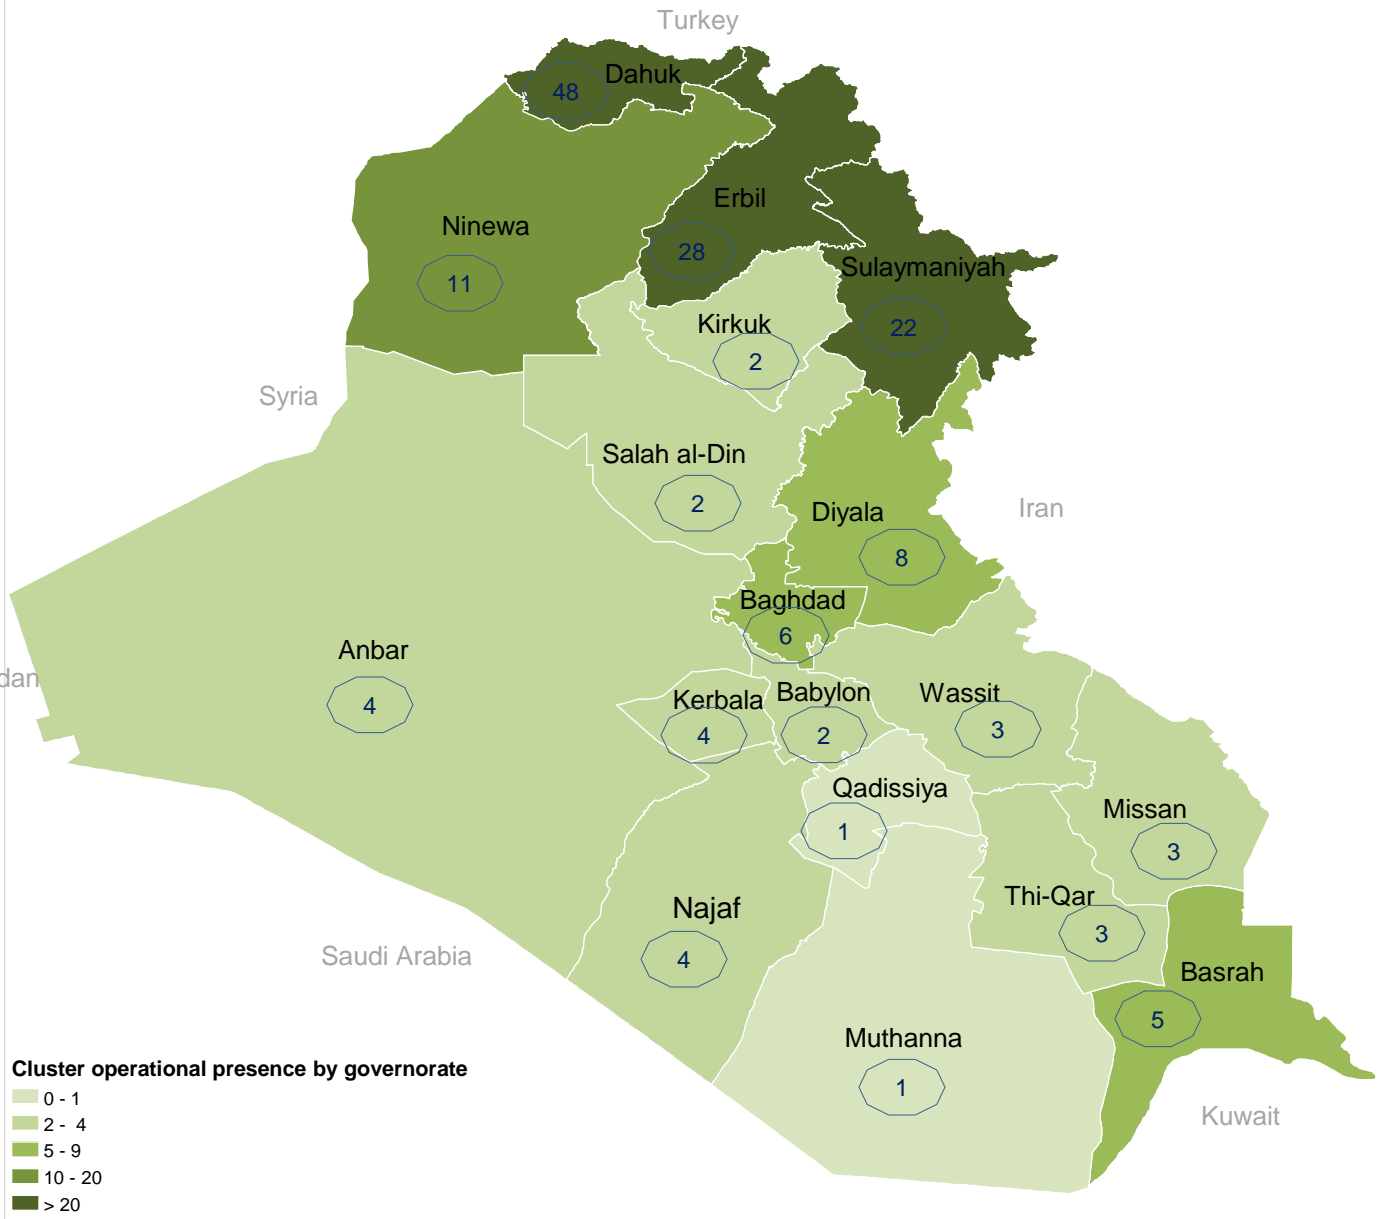 Turkey
Dahuk
48
Erbil
Ninewa
28
Sulaymaniyah
11
Kirkuk
22
2
Syria
Salah al-Din
2
Iran
Diyala
8
Baghdad
6
Anbar
dan
4
Kerbala
Babylon
Wassit
4
2
3
Qadissiya
1
Missan
3
Thi-Qar
Najaf
3
Saudi Arabia
4
Basrah
5
Muthanna
1
Kuwait
Cluster operational presence by governorate
0 - 1
2 - 4
5 - 9
10 - 20
> 20